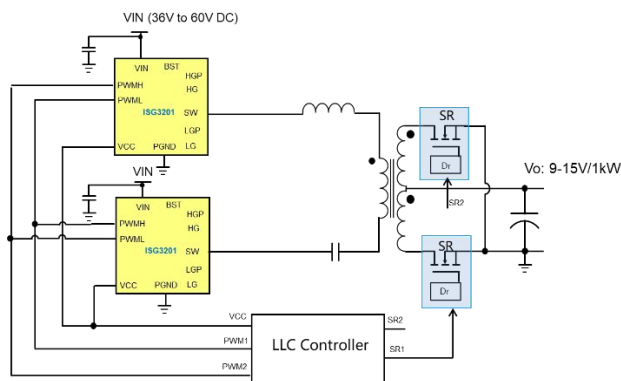 VIN (36V to 60V DC)
VIN
BST
HGP
PWMH
HG
PWML
ISG3201
SW
LGP
VCC
PGND
LG
SR
Dr
SR2
Vo: 9-15V/1kW
VIN
VIN
BST
HGP
PWMH
HG
PWML
ISG3201
SW
LGP
VCC
PGND
LG
SR
Dr
VCC
SR2
LLC Controller
PWM1
SR1
PWM2